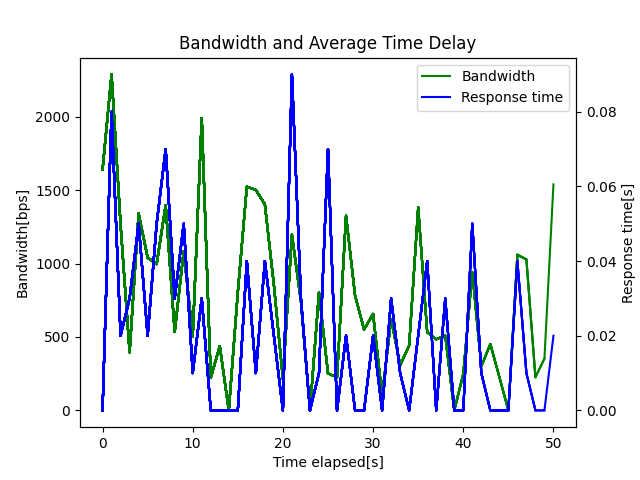 Bandwidth and Average Time Delay
Bandwidth
Response time
2000
1500
1000
500
0
Bandwidth[bps]
0.08
0.06
0.04
0.02
0.00
Response time[s]
0 10 20 30 40 50
Time elapsed[s]